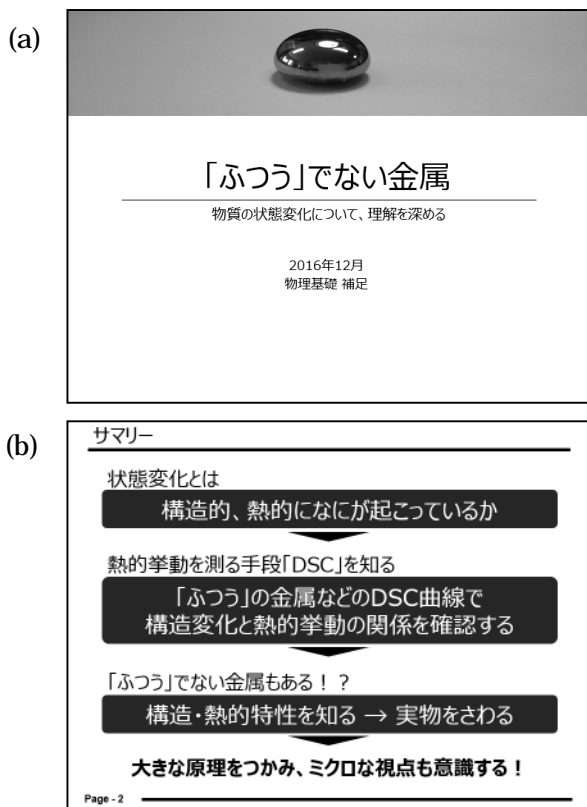 (a)
「ふつう」でない金属
物質の状態変化について、理解を深める
2016年12月
物理基礎 補足
(b)
サマリー
状態変化とは
構造的、熱的になにが起こっているか
熱的挙動を測る手段「DSC」を知る
「ふつう」の金属などのDSC曲線で
構造変化と熱的挙動の関係を確認する
「ふつう」でない金属もある！？
構造・熱的特性を知る → 実物をさわる
大きな原理をつかみ、ミクロな視点も意識する！
Page - 2